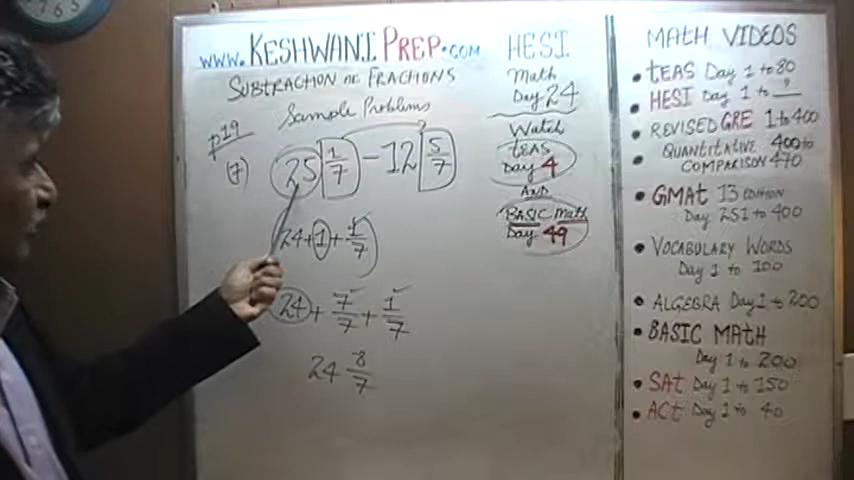 www.KESHWANIPREP.COM
SUBTRACTION OF FRACTIONS
Sample Problems
p19
(7) 25 1/7 - 12 5/7
24 + 1 + 1/7
24 + 7/7 + 1/7
24 8/7
HESI
Math
Day 24
Watch
TEAS
Day 4
AND
BASIC Math
Day 49
MATH VIDEOS
TEAS Day 1 to 80
HESI Day 1 to ?
REVISED GRE 1 to 400
QUANTITATIVE 400 to
COMPARISON 470
GMAT 13 EDITION
Day 251 to 400
VOCABULARY WORDS
Day 1 to 100
ALGEBRA Day 1 to 200
BASIC MATH
Day 1 to 200
SAT Day 1 to 150
ACT Day 1 to 40
7 6 5